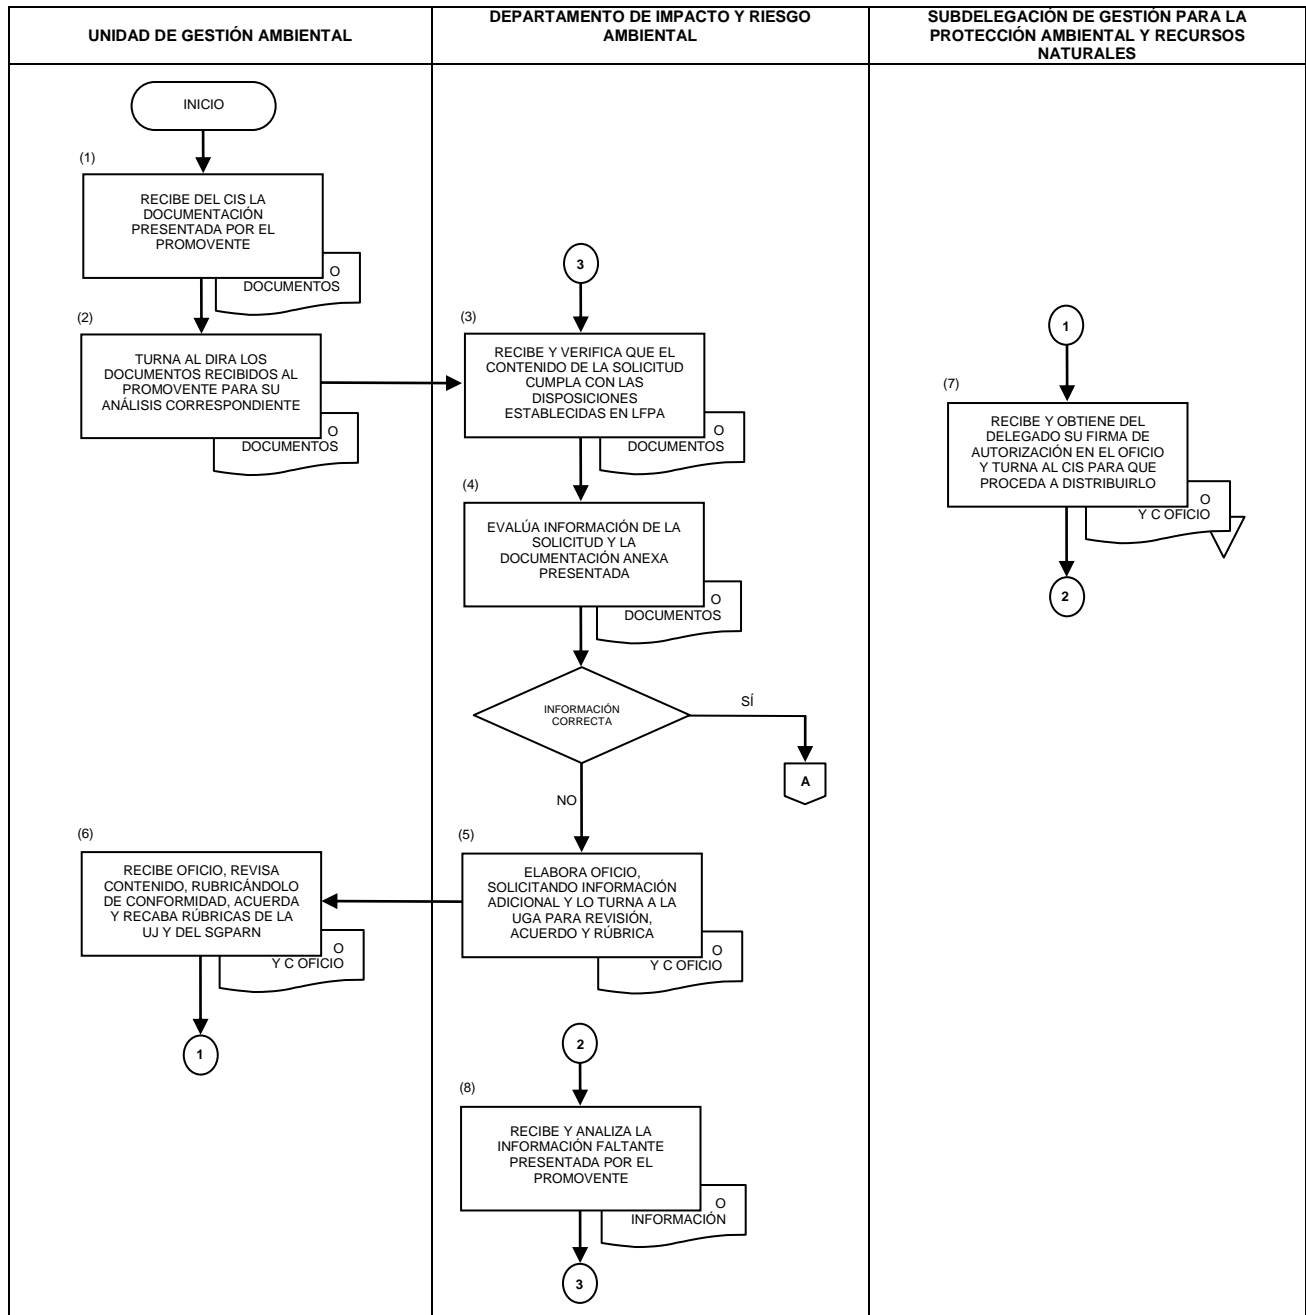 UNIDAD DE GESTIÓN AMBIENTAL
DEPARTAMENTO DE IMPACTO Y RIESGO
AMBIENTAL
SUBDELEGACIÓN DE GESTIÓN PARA LA
PROTECCIÓN AMBIENTAL Y RECURSOS
NATURALES
INICIO
(1)
RECIBE DEL CIS LA
DOCUMENTACIÓN
PRESENTADA POR EL
PROMOVENTE
O
DOCUMENTOS
(2)
TURNA AL DIRA LOS
DOCUMENTOS RECIBIDOS AL
PROMOVENTE PARA SU
ANÁLISIS CORRESPONDIENTE
O
DOCUMENTOS
3
(3)
RECIBE Y VERIFICA QUE EL
CONTENIDO DE LA SOLICITUD
CUMPLA CON LAS
DISPOSICIONES
ESTABLECIDAS EN LFPA
O
DOCUMENTOS
(4)
EVALÚA INFORMACIÓN DE LA
SOLICITUD Y LA
DOCUMENTACIÓN ANEXA
PRESENTADA
O
DOCUMENTOS
INFORMACIÓN
CORRECTA
SÍ
A
NO
(5)
ELABORA OFICIO,
SOLICITANDO INFORMACIÓN
ADICIONAL Y LO TURNA A LA
UGA PARA REVISIÓN,
ACUERDO Y RÚBRICA
O
Y C OFICIO
(6)
RECIBE OFICIO, REVISA
CONTENIDO, RUBRICÁNDOLO
DE CONFORMIDAD, ACUERDA
Y RECABA RÚBRICAS DE LA
UJ Y DEL SGPARN
O
Y C OFICIO
1
1
(7)
RECIBE Y OBTIENE DEL
DELEGADO SU FIRMA DE
AUTORIZACIÓN EN EL OFICIO
Y TURNA AL CIS PARA QUE
PROCEDA A DISTRIBUIRLO
O
Y C OFICIO
2
2
(8)
RECIBE Y ANALIZA LA
INFORMACIÓN FALTANTE
PRESENTADA POR EL
PROMOVENTE
O
INFORMACIÓN
3